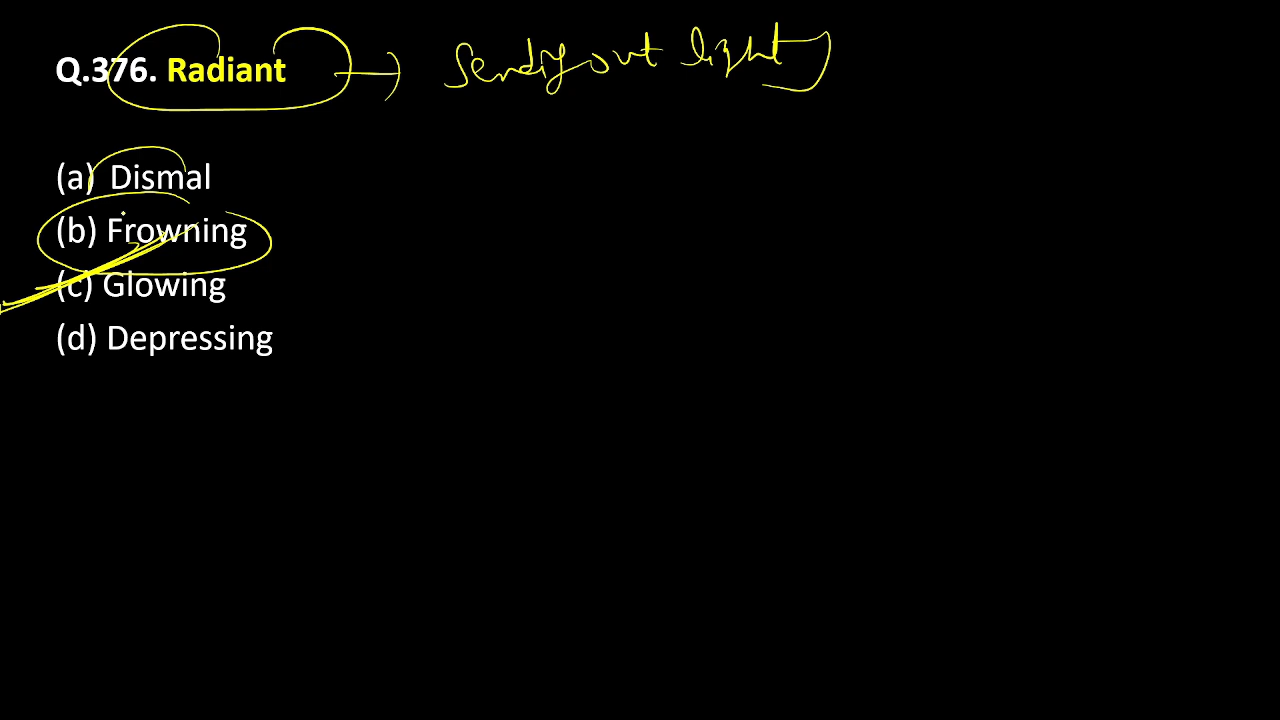 Q.376. Radiant → Sending out light
(a) Dismal
(b) Frowning
(c) Glowing
(d) Depressing